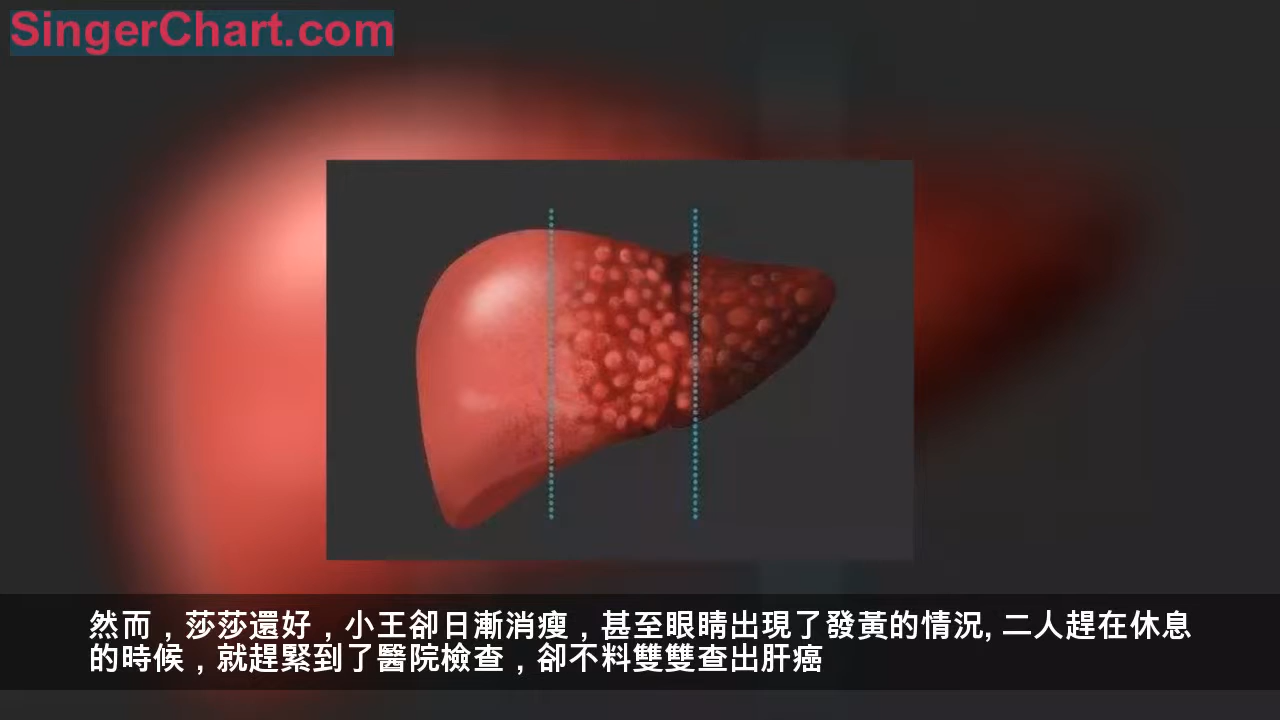 SingerChart.com
然而，莎莎還好，小王卻日漸消瘦，甚至眼睛出現了發黃的情況, 二人趕在休息
的時候，就趕緊到了醫院檢查，卻不料雙雙查出肝癌